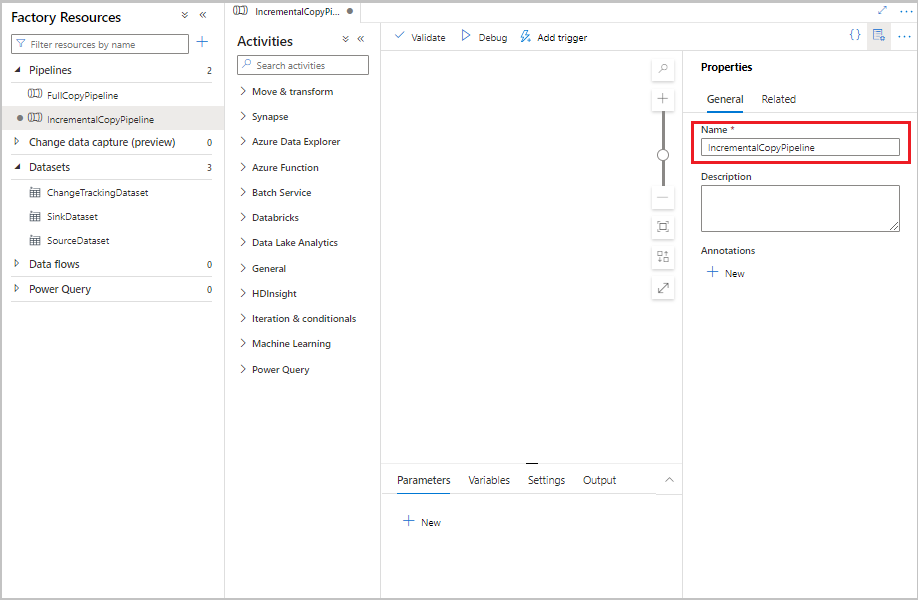 Factory Resources
Filter resources by name
Pipelines 2
FullCopyPipeline
IncrementalCopyPipeline
Change data capture (preview) 0
Datasets 3
ChangeTrackingDataset
SinkDataset
SourceDataset
Data flows 0
Power Query 0
IncrementalCopyPi...
Activities
Search activities
Move & transform
Synapse
Azure Data Explorer
Azure Function
Batch Service
Databricks
Data Lake Analytics
General
HDInsight
Iteration & conditionals
Machine Learning
Power Query
Validate Debug Add trigger
Parameters Variables Settings Output
New
Properties
General Related
Name *
IncrementalCopyPipeline
Description
Annotations
New